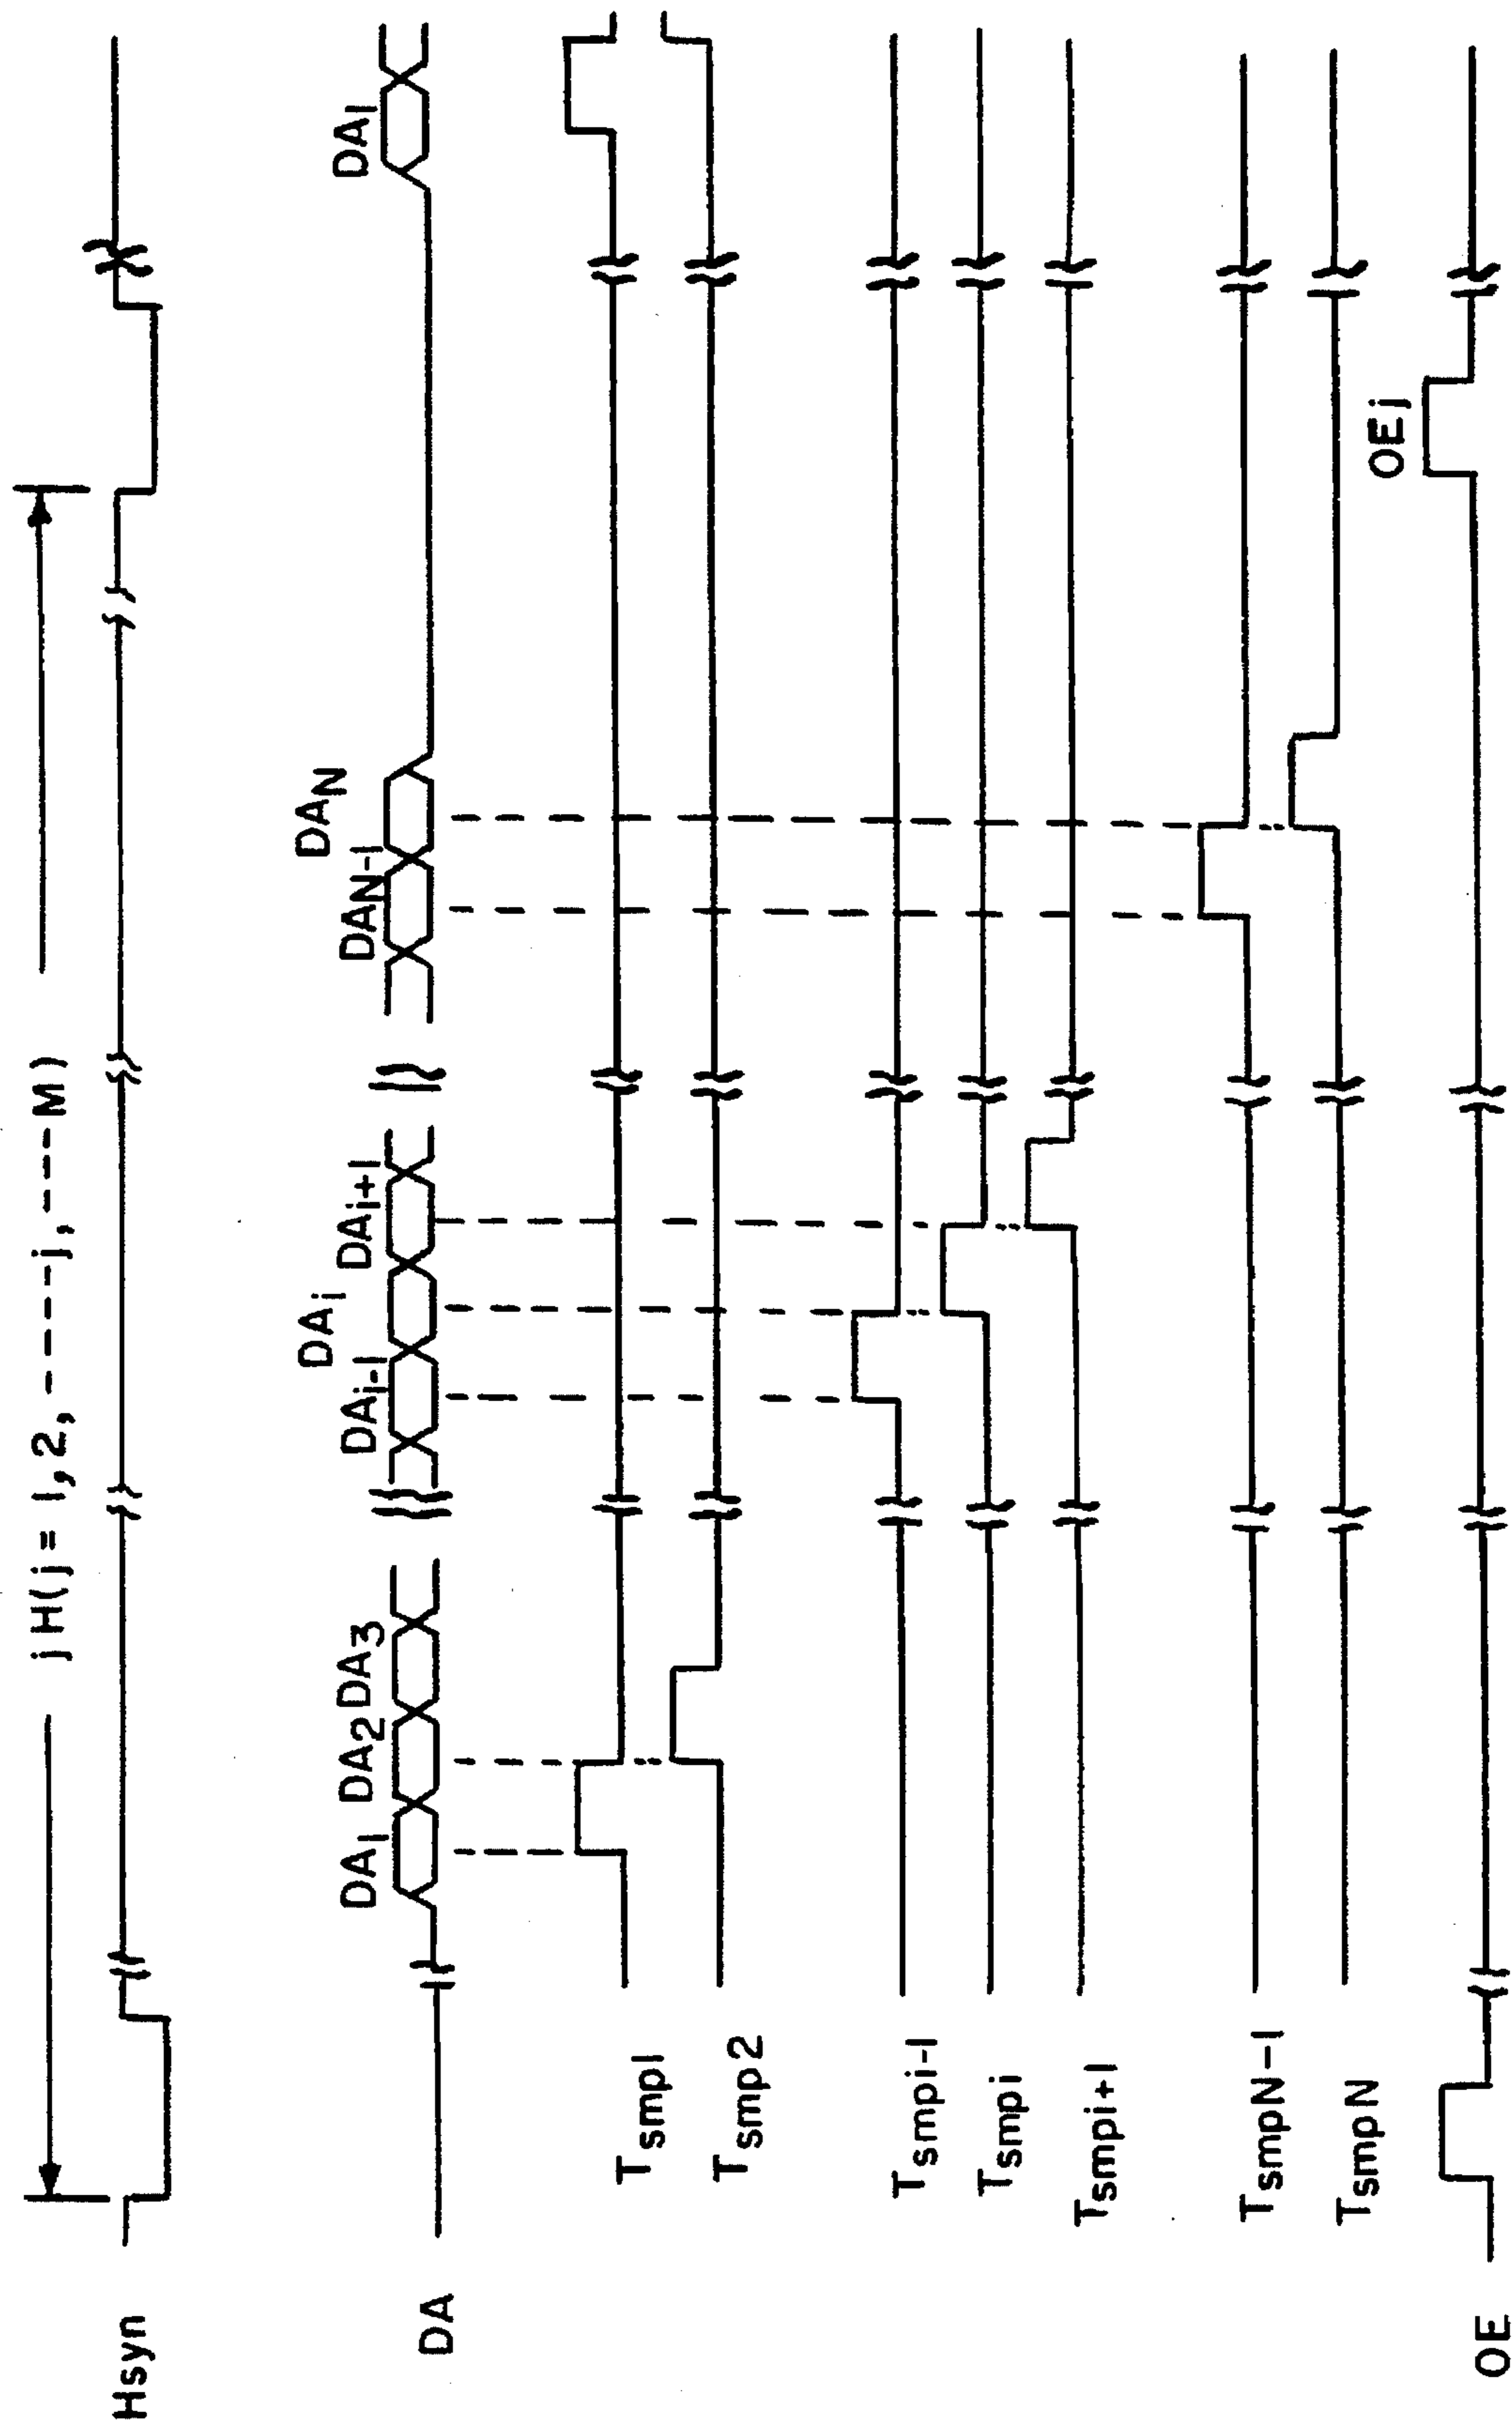 jH(j= 1,2,----j,---M)
Hsyn
DA
DA1 DA2 DA3
DAi-1 DAi DAi+1
DAN-1 DAN
DA1
Tsmp1
Tsmp2
Tsmpi-1
Tsmpi
Tsmpi+1
TsmpN-1
TsmpN
OE
OEj